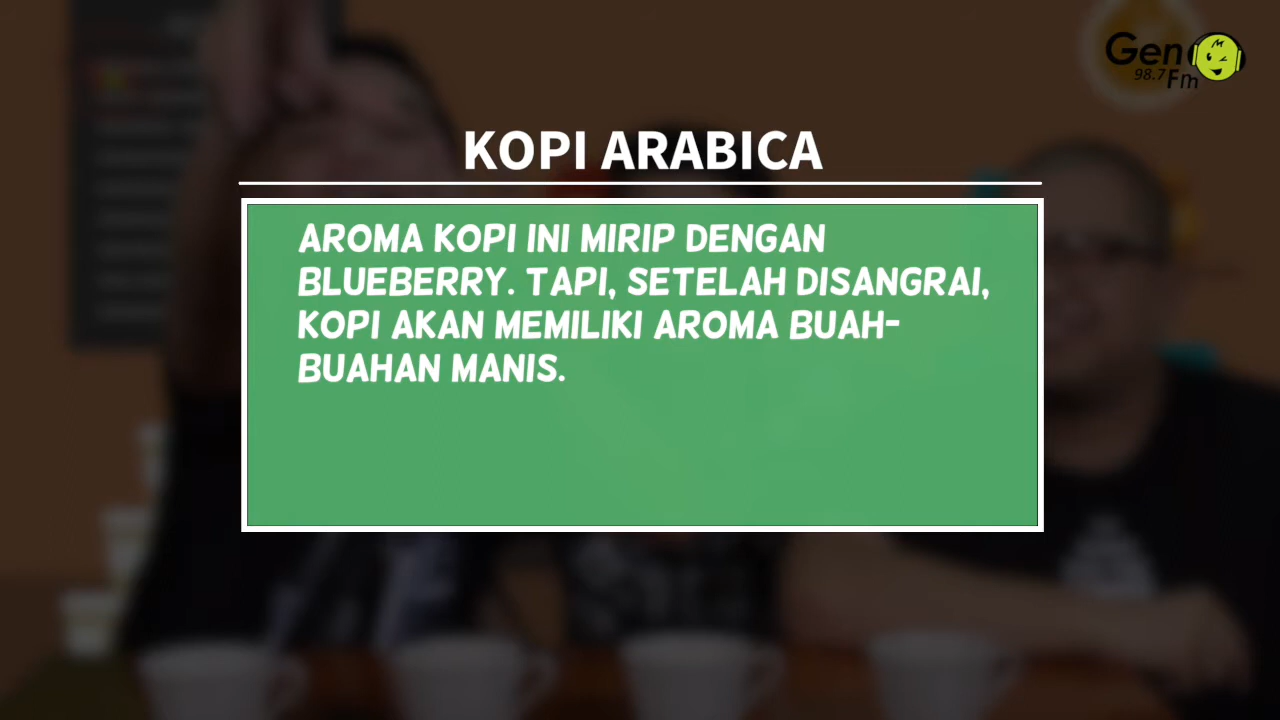 Gen
98.7 Fm
KOPI ARABICA
AROMA KOPI INI MIRIP DENGAN
BLUEBERRY. TAPI, SETELAH DISANGRAI,
KOPI AKAN MEMILIKI AROMA BUAH-
BUAHAN MANIS.